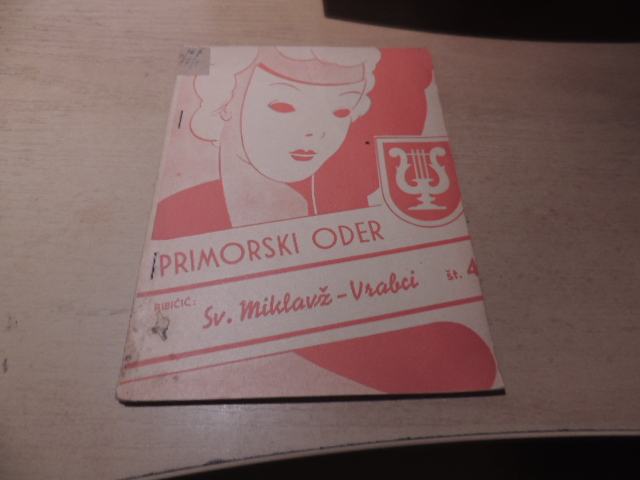 PRIMORSKI ODER
BIBIČIČ:
Sv. Miklavž - Vrabci
št. 4